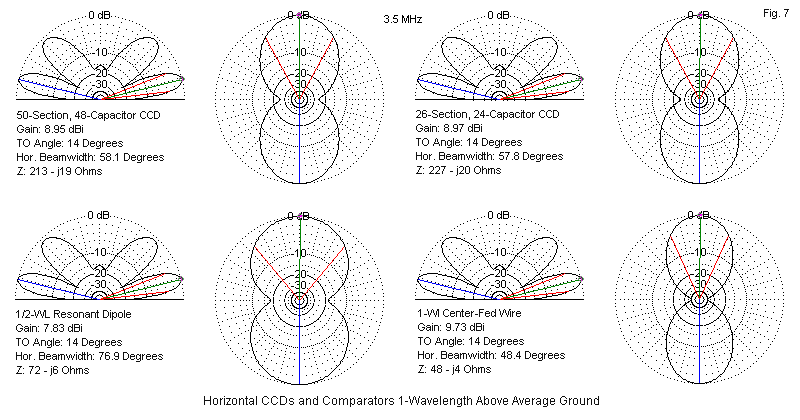 0 dB
0 dB
3.5 MHz
0 dB
0 dB
Fig. 7
10
20
30
10
20
30
10
20
30
10
20
30
50-Section, 48-Capacitor CCD
Gain: 8.95 dBi
TO Angle: 14 Degrees
Hor. Beamwidth: 58.1 Degrees
Z: 213 - j19 Ohms
26-Section, 24-Capacitor CCD
Gain: 8.97 dBi
TO Angle: 14 Degrees
Hor. Beamwidth: 57.8 Degrees
Z: 227 - j20 Ohms
0 dB
0 dB
0 dB
0 dB
10
20
30
10
20
30
10
20
30
10
20
30
1/2-WL Resonant Dipole
Gain: 7.83 dBi
TO Angle: 14 Degrees
Hor. Beamwidth: 76.9 Degrees
Z: 72 - j6 Ohms
1-Wl Center-Fed Wire
Gain: 9.73 dBi
TO Angle: 14 Degrees
Hor. Beamwidth: 48.4 Degrees
Z: 48 - j4 Ohms
Horizontal CCDs and Comparators 1-Wavelength Above Average Ground